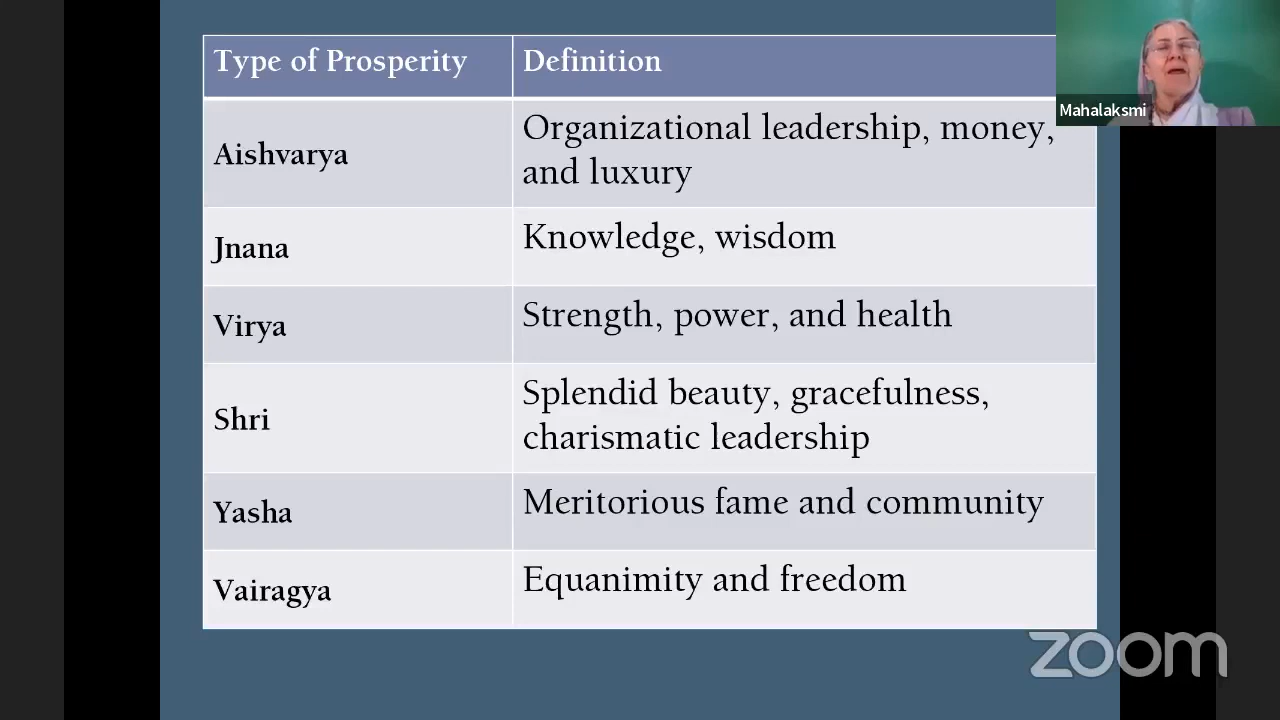 Type of Prosperity
Definition
Aishvarya
Organizational leadership, money,
and luxury
Jnana
Knowledge, wisdom
Virya
Strength, power, and health
Shri
Splendid beauty, gracefulness,
charismatic leadership
Yasha
Meritorious fame and community
Vairagya
Equanimity and freedom
Mahalaksmi
zoom